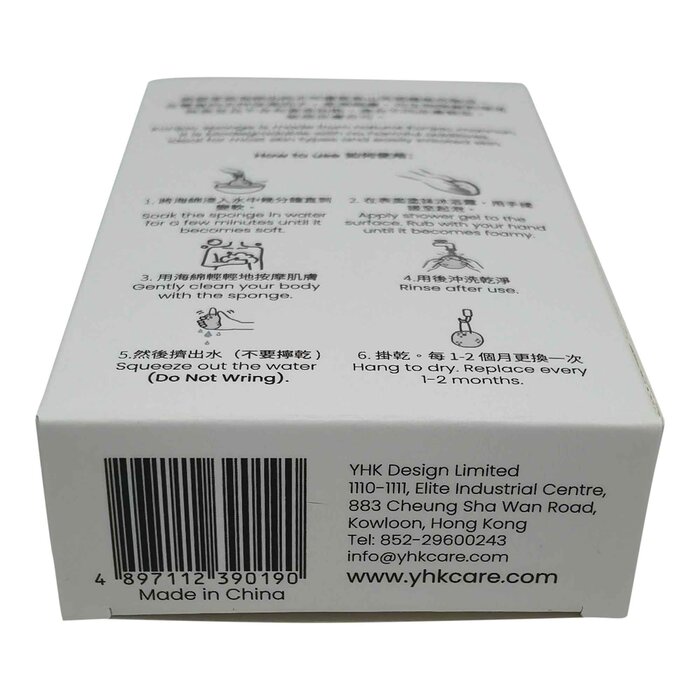 How to use 如何使用:
1. 將海綿浸入水中幾分鐘直到
變軟。
Soak the sponge in water
for a few minutes until it
becomes soft.
2. 在表面塗抹沐浴露，用手揉
搓至起泡。
Apply shower gel to the
surface. Rub with your hand
until it becomes foamy.
3. 用海綿輕輕地按摩肌膚
Gently clean your body
with the sponge.
4.用後沖洗乾淨
Rinse after use.
5.然後擠出水（不要擰乾）
Squeeze out the water
(Do Not Wring).
6. 掛乾。每 1-2 個月更換一次
Hang to dry. Replace every
1-2 months.
4 897112 390190
Made in China
YHK Design Limited
1110-1111, Elite Industrial Centre,
883 Cheung Sha Wan Road,
Kowloon, Hong Kong
Tel: 852-29600243
info@yhkcare.com
www.yhkcare.com